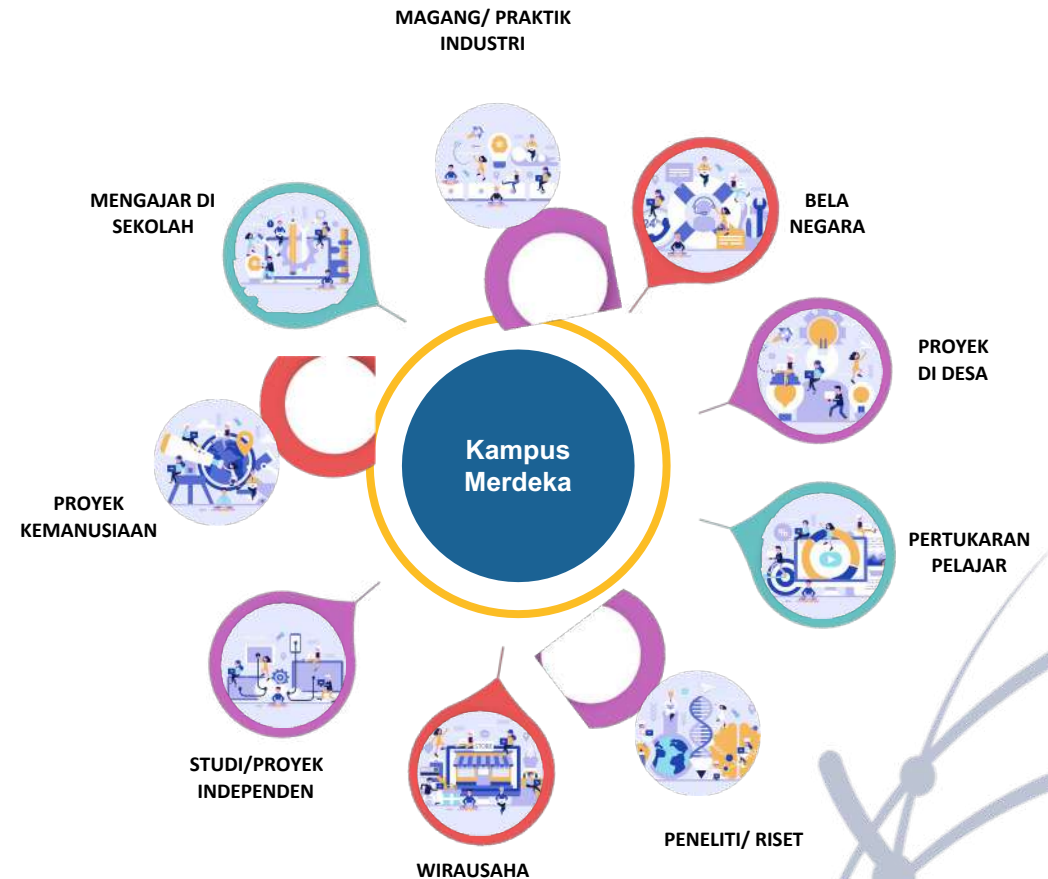 MAGANG/ PRAKTIK
INDUSTRI
BELA
NEGARA
PROYEK
DI DESA
PERTUKARAN
PELAJAR
PENELITI/ RISET
WIRAUSAHA
STUDI/PROYEK
INDEPENDEN
PROYEK
KEMANUSIAAN
MENGAJAR DI
SEKOLAH
Kampus
Merdeka
STORE